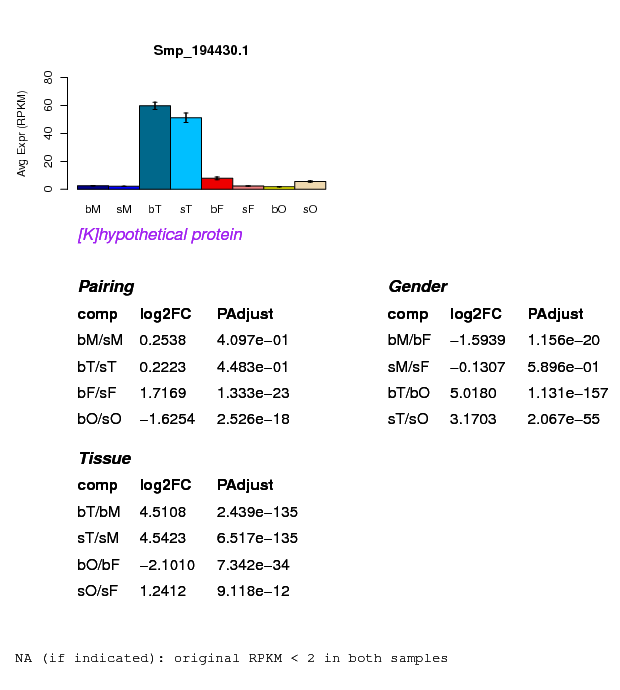 Smp_194430.1
Avg Expr (RPKM)
80
60
40
20
0
bM sM bT sT bF sF bO sO
[K]hypothetical protein
Pairing
comp log2FC PAdjust
bM/sM 0.2538 4.097e−01
bT/sT 0.2223 4.483e−01
bF/sF 1.7169 1.333e−23
bO/sO −1.6254 2.526e−18
Gender
comp log2FC PAdjust
bM/bF −1.5939 1.156e−20
sM/sF −0.1307 5.896e−01
bT/bO 5.0180 1.131e−157
sT/sO 3.1703 2.067e−55
Tissue
comp log2FC PAdjust
bT/bM 4.5108 2.439e−135
sT/sM 4.5423 6.517e−135
bO/bF −2.1010 7.342e−34
sO/sF 1.2412 9.118e−12
NA (if indicated): original RPKM < 2 in both samples